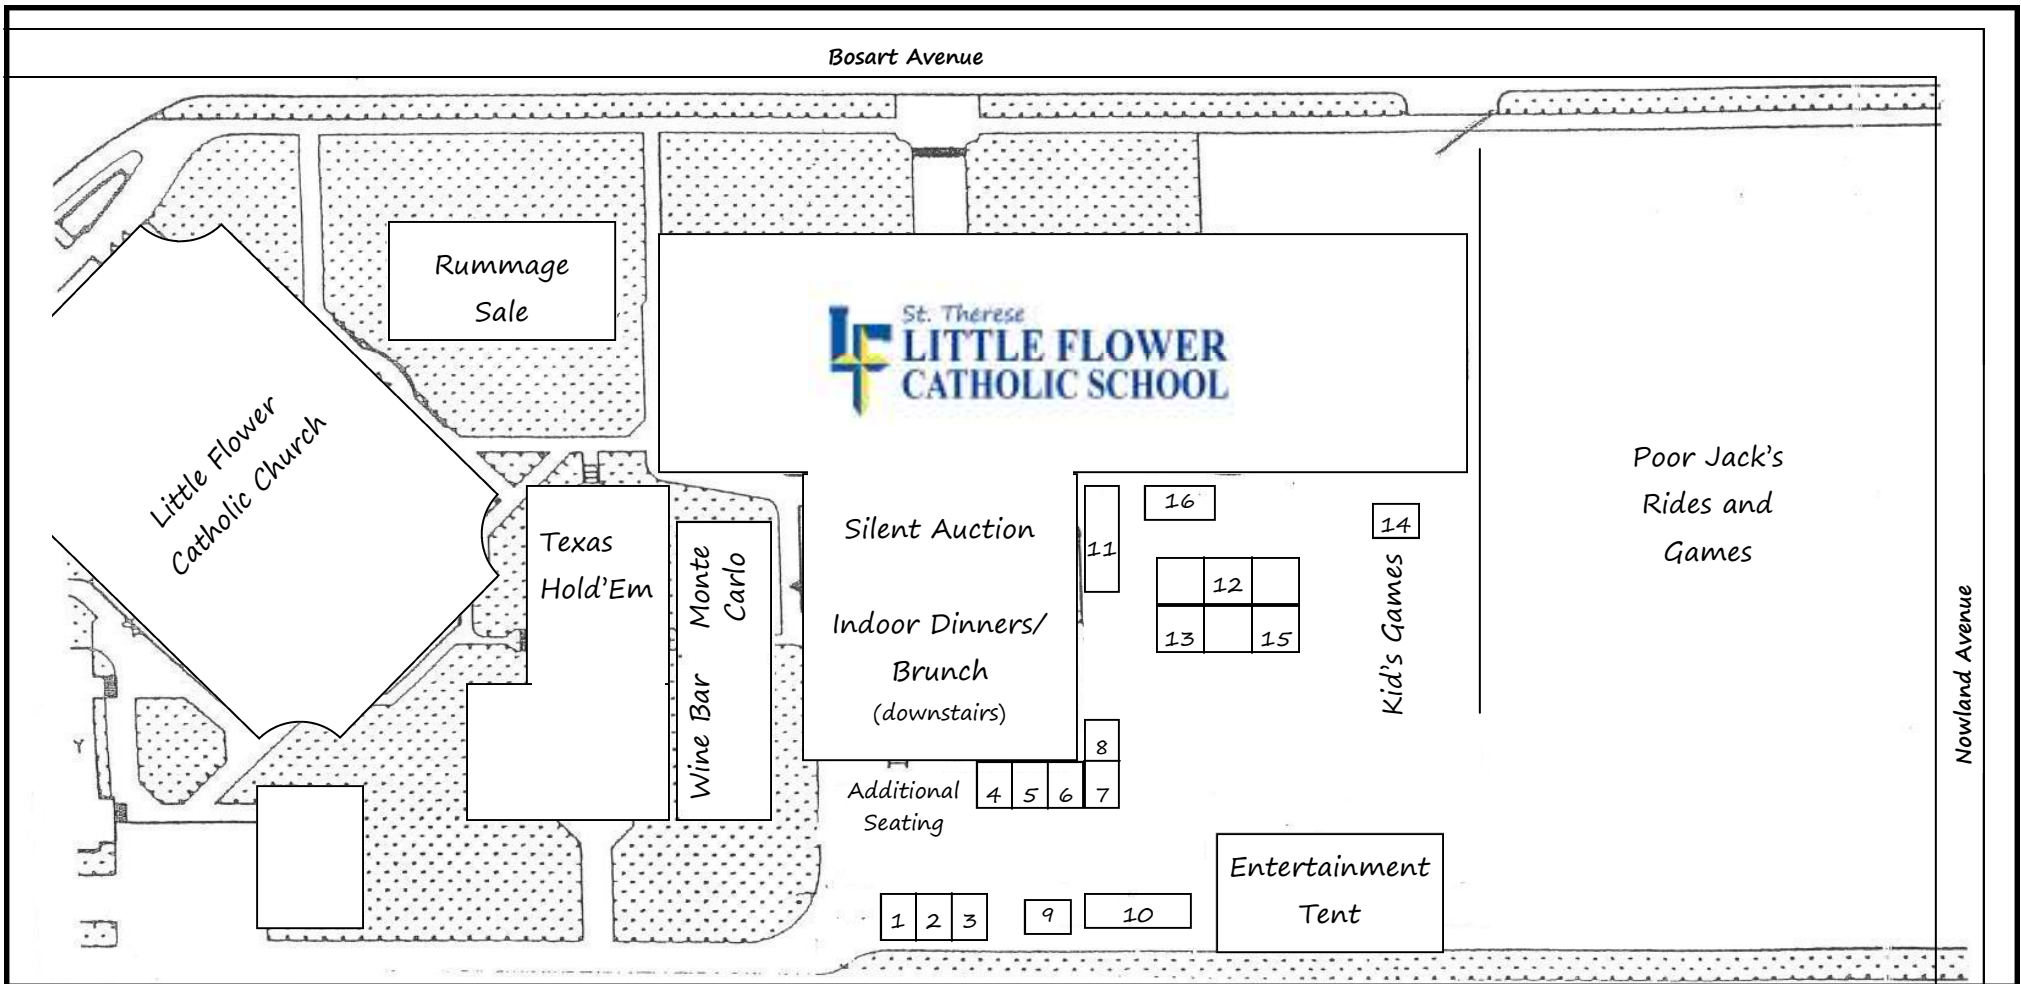 Bosart Avenue
Rummage
Sale
St. Therese
LITTLE FLOWER
CATHOLIC SCHOOL
Little Flower
Catholic Church
Poor Jack's
Rides and
Games
Texas
Hold'Em
Monte
Carlo
Wine Bar
Silent Auction
Indoor Dinners/
Brunch
(downstairs)
11
16
14
12
13
15
Kid's Games
Nowland Avenue
8
Additional
Seating
4
5
6
7
Entertainment
Tent
1
2
3
9
10
Y